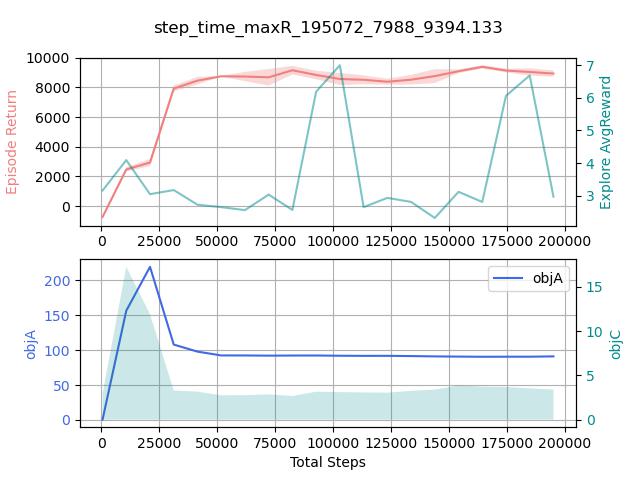 step_time_maxR_195072_7988_9394.133
10000
8000
6000
4000
2000
0
Episode Return
7
6
5
4
3
Explore AvgReward
0 25000 50000 75000 100000 125000 150000 175000 200000
200
150
100
50
0
objA
objA
15
10
5
0
objC
0 25000 50000 75000 100000 125000 150000 175000 200000
Total Steps